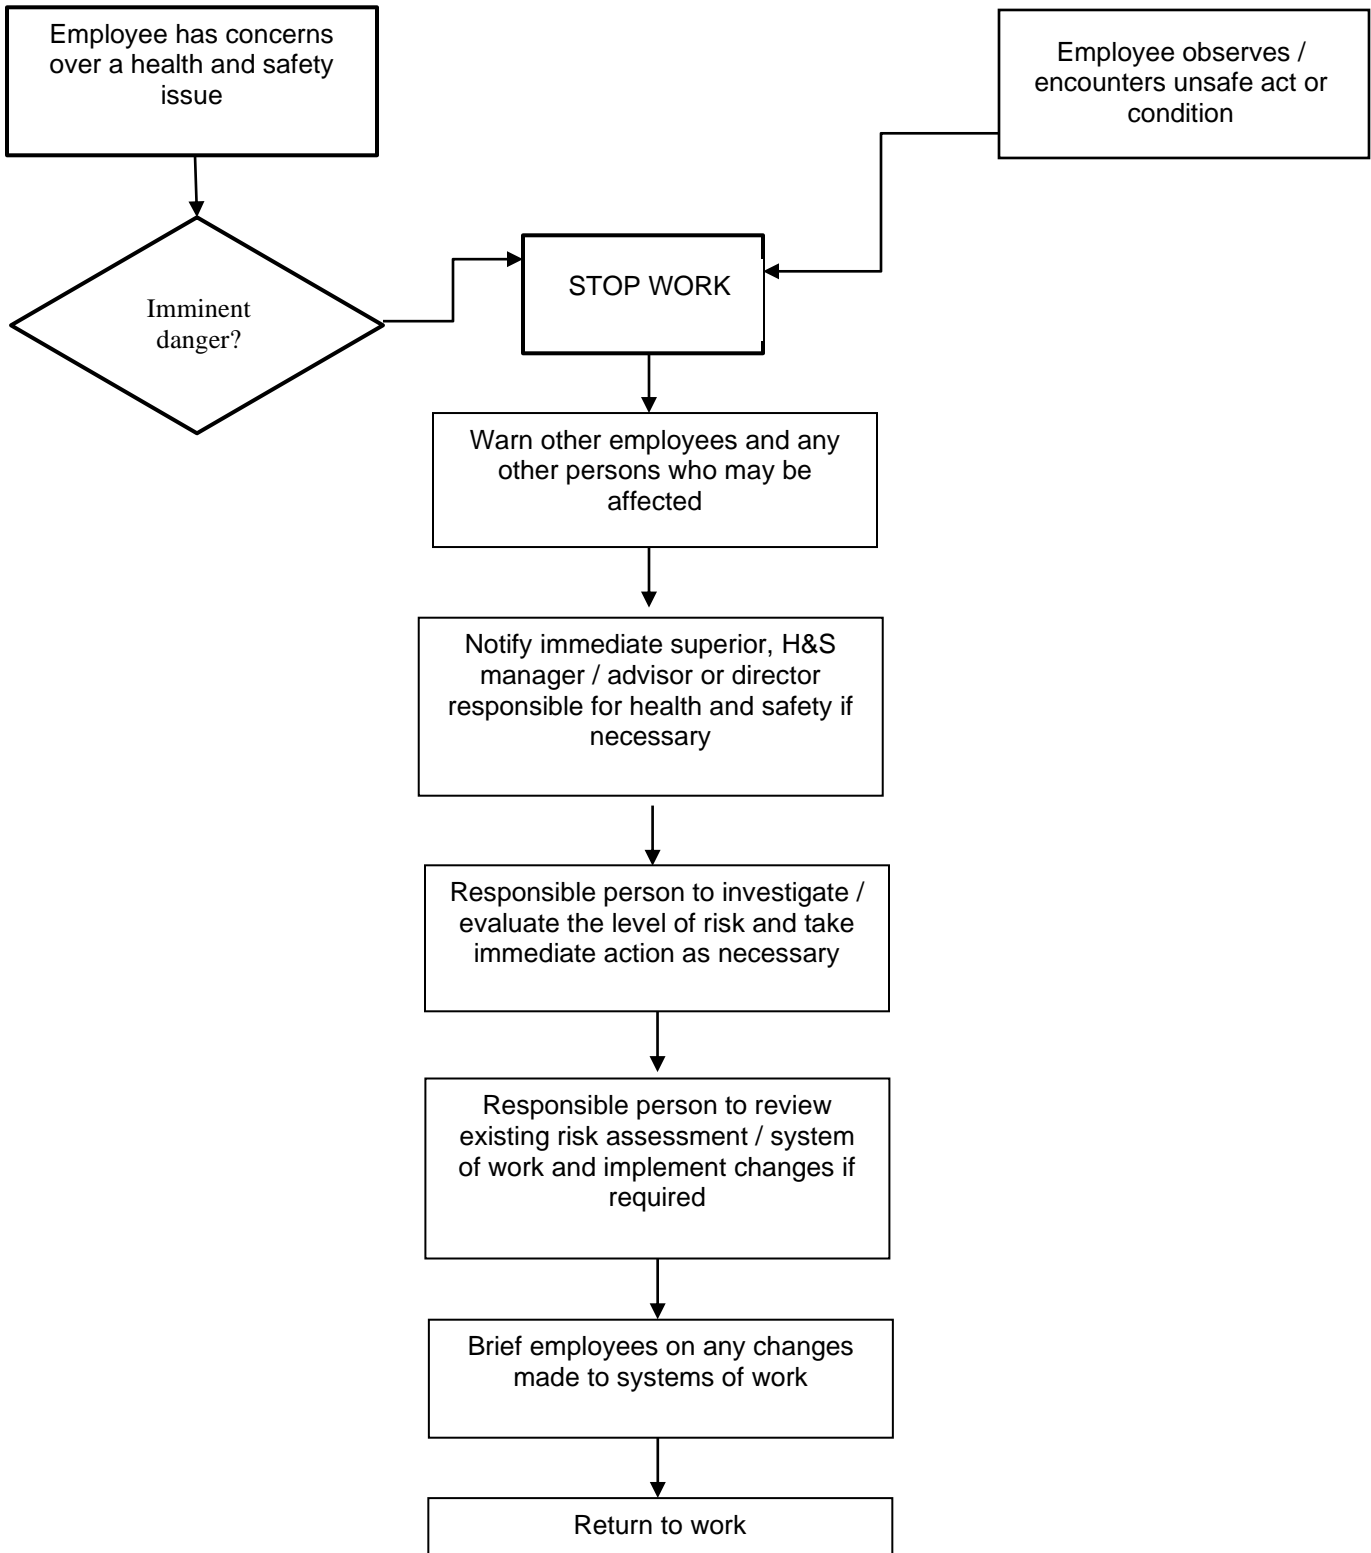 Employee has concerns
over a health and safety
issue
Employee observes /
encounters unsafe act or
condition
Imminent
danger?
STOP WORK
Warn other employees and any
other persons who may be
affected
Notify immediate superior, H&S
manager / advisor or director
responsible for health and safety if
necessary
Responsible person to investigate /
evaluate the level of risk and take
immediate action as necessary
Responsible person to review
existing risk assessment / system
of work and implement changes if
required
Brief employees on any changes
made to systems of work
Return to work